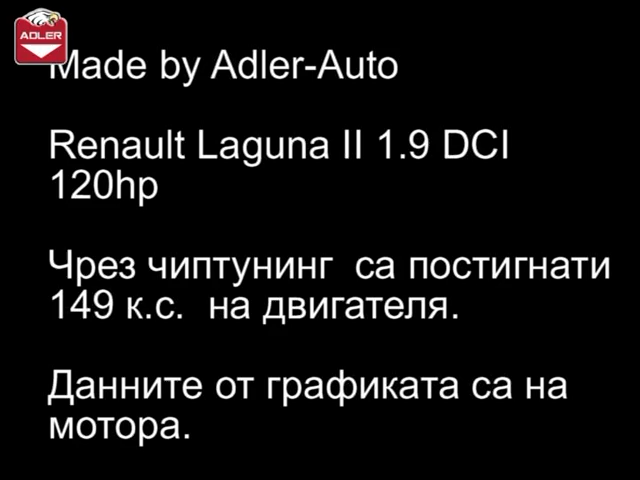 ADLER
Made by Adler-Auto
Renault Laguna II 1.9 DCI
120hp
Чрез чиптунинг са постигнати
149 к.с. на двигателя.
Данните от графиката са на
мотора.